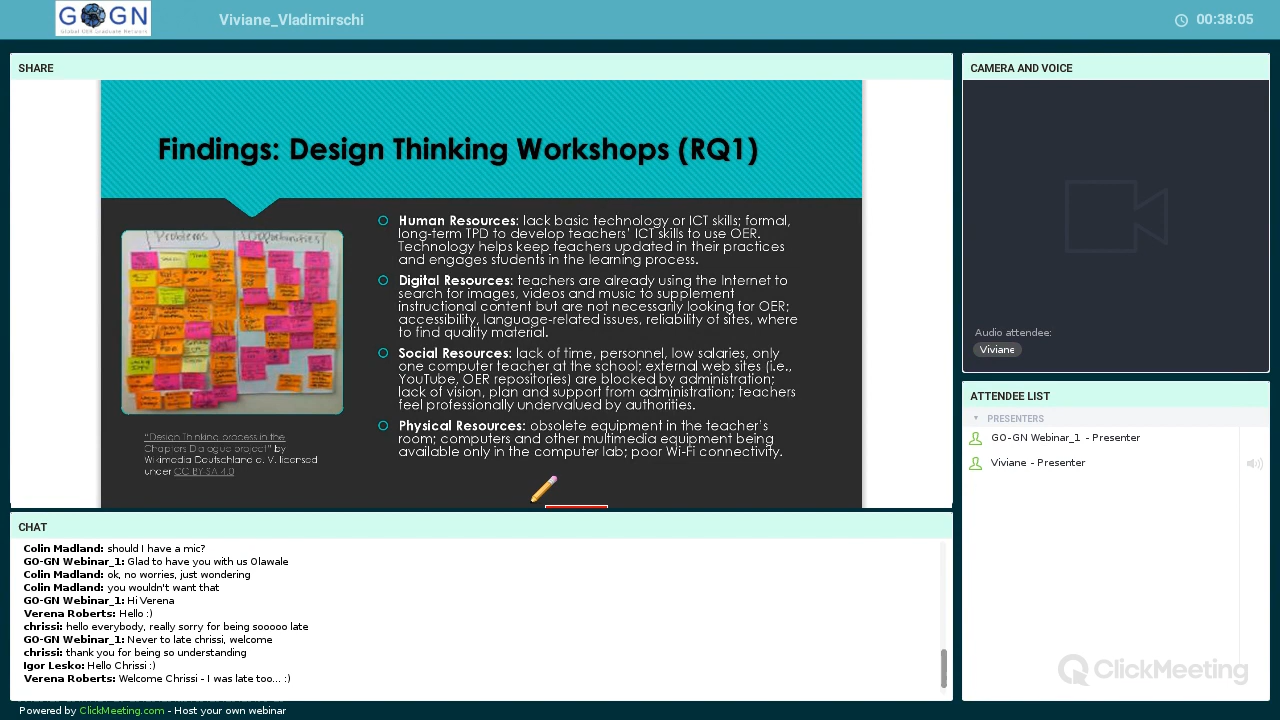 GOGN
Global OER Graduate Network
Viviane_Vladimirschi
00:38:05
SHARE
Findings: Design Thinking Workshops (RQ1)
Problems
Opportunities
"Design Thinking process in the
Chapters Dialogue project" by
Wikimedia Deutschland e. V. licensed
under CC BY-SA 4.0
Human Resources: lack basic technology or ICT skills; formal,
long-term TPD to develop teachers' ICT skills to use OER.
Technology helps keep teachers updated in their practices
and engages students in the learning process.
Digital Resources: teachers are already using the Internet to
search for images, videos and music to supplement
instructional content but are not necessarily looking for OER;
accessibility, language-related issues, reliability of sites, where
to find quality material.
Social Resources: lack of time, personnel, low salaries, only
one computer teacher at the school; external web sites (i.e.,
YouTube, OER repositories) are blocked by administration;
lack of vision, plan and support from administration; teachers
feel professionally undervalued by authorities.
Physical Resources: obsolete equipment in the teacher's
room; computers and other multimedia equipment being
available only in the computer lab; poor Wi-Fi connectivity.
CAMERA AND VOICE
Audio attendee:
Viviane
ATTENDEE LIST
PRESENTERS
GO-GN Webinar_1 - Presenter
Viviane - Presenter
ClickMeeting
CHAT
Colin Madland: should I have a mic?
GO-GN Webinar_1: Glad to have you with us Olawale
Colin Madland: ok, no worries, just wondering
Colin Madland: you wouldn't want that
GO-GN Webinar_1: Hi Verena
Verena Roberts: Hello :)
chrissi: hello everybody, really sorry for being sooooo late
GO-GN Webinar_1: Never to late chrissi, welcome
chrissi: thank you for being so understanding
Igor Lesko: Hello Chrissi :)
Verena Roberts: Welcome Chrissi - I was late too... :)
Powered by ClickMeeting.com - Host your own webinar